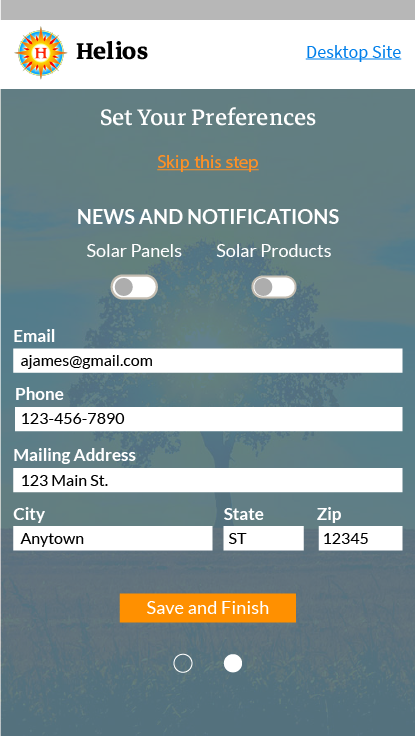 H Helios Desktop Site
Set Your Preferences
Skip this step
NEWS AND NOTIFICATIONS
Solar Panels Solar Products
Email
ajames@gmail.com
Phone
123-456-7890
Mailing Address
123 Main St.
City State Zip
Anytown ST 12345
Save and Finish